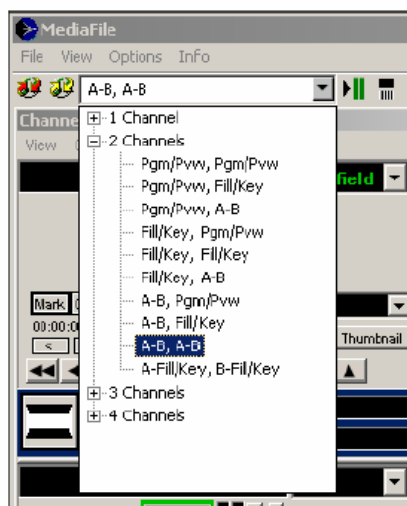 MediaFile
File View Options Info
A-B, A-B
Channe
1 Channel
View
2 Channels
Pgm/Pvw, Pgm/Pvw
Pgm/Pvw, Fill/Key
field
Pgm/Pvw, A-B
Fill/Key, Pgm/Pvw
Fill/Key, Fill/Key
Fill/Key, A-B
Mark
A-B, Pgm/Pvw
00:00:0
A-B, Fill/Key
A-B, A-B
Thumbnail
A-Fill/Key, B-Fil/Key
3 Channels
4 Channels